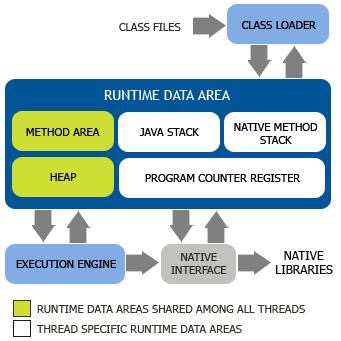 CLASS FILES
CLASS LOADER
RUNTIME DATA AREA
METHOD AREA
JAVA STACK
NATIVE METHOD
STACK
HEAP
PROGRAM COUNTER REGISTER
EXECUTION ENGINE
NATIVE
INTERFACE
NATIVE
LIBRARIES
RUNTIME DATA AREAS SHARED AMONG ALL THREADS
THREAD SPECIFIC RUNTIME DATA AREAS